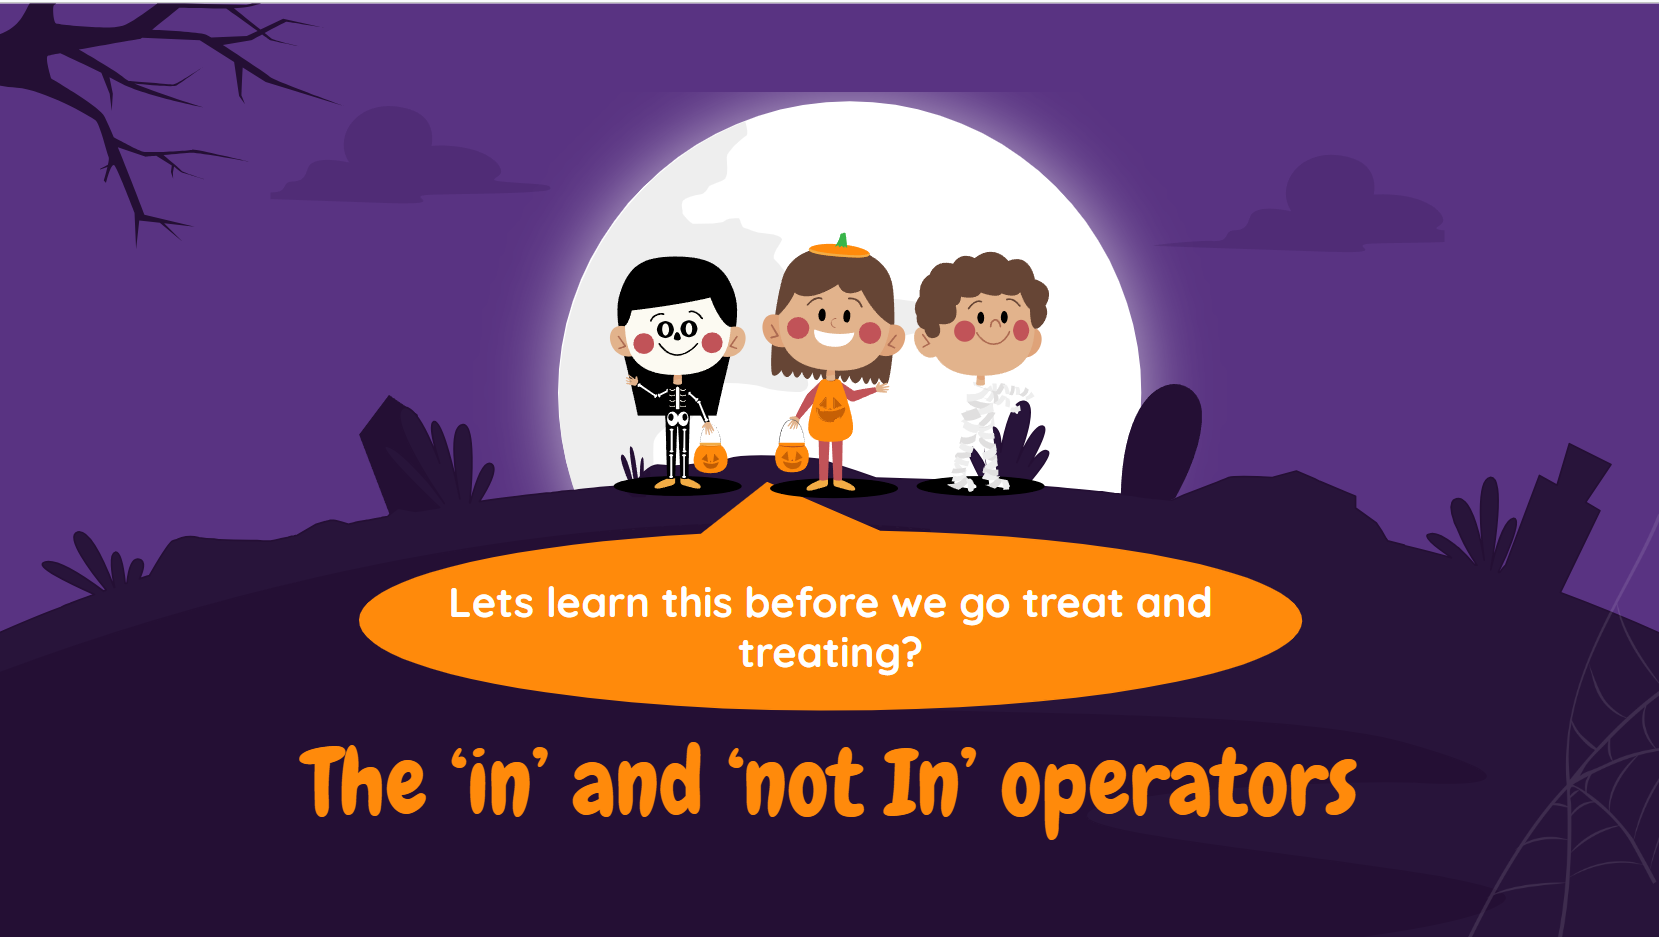 Lets learn this before we go treat and
treating?
The ‘in’ and ‘not In’ operators